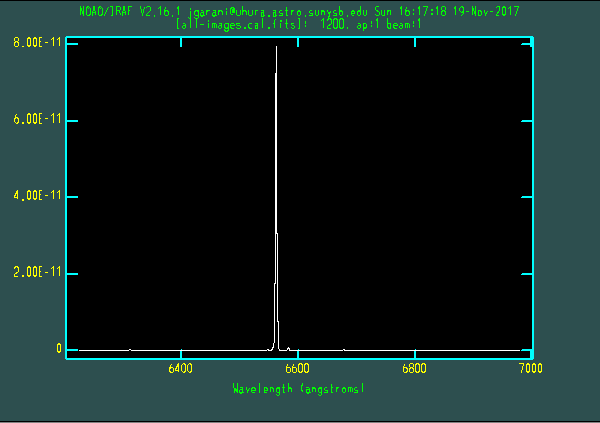 NOAO/IRAF V2.16.1 jgarani@uhura.astro.sunysb.edu Sun 16:17:18 19-Nov-2017
[all-images.cal.fits]: 1200. ap:1 beam:1
8.00E-11
6.00E-11
4.00E-11
2.00E-11
0
6400 6600 6800 7000
Wavelength (angstroms)